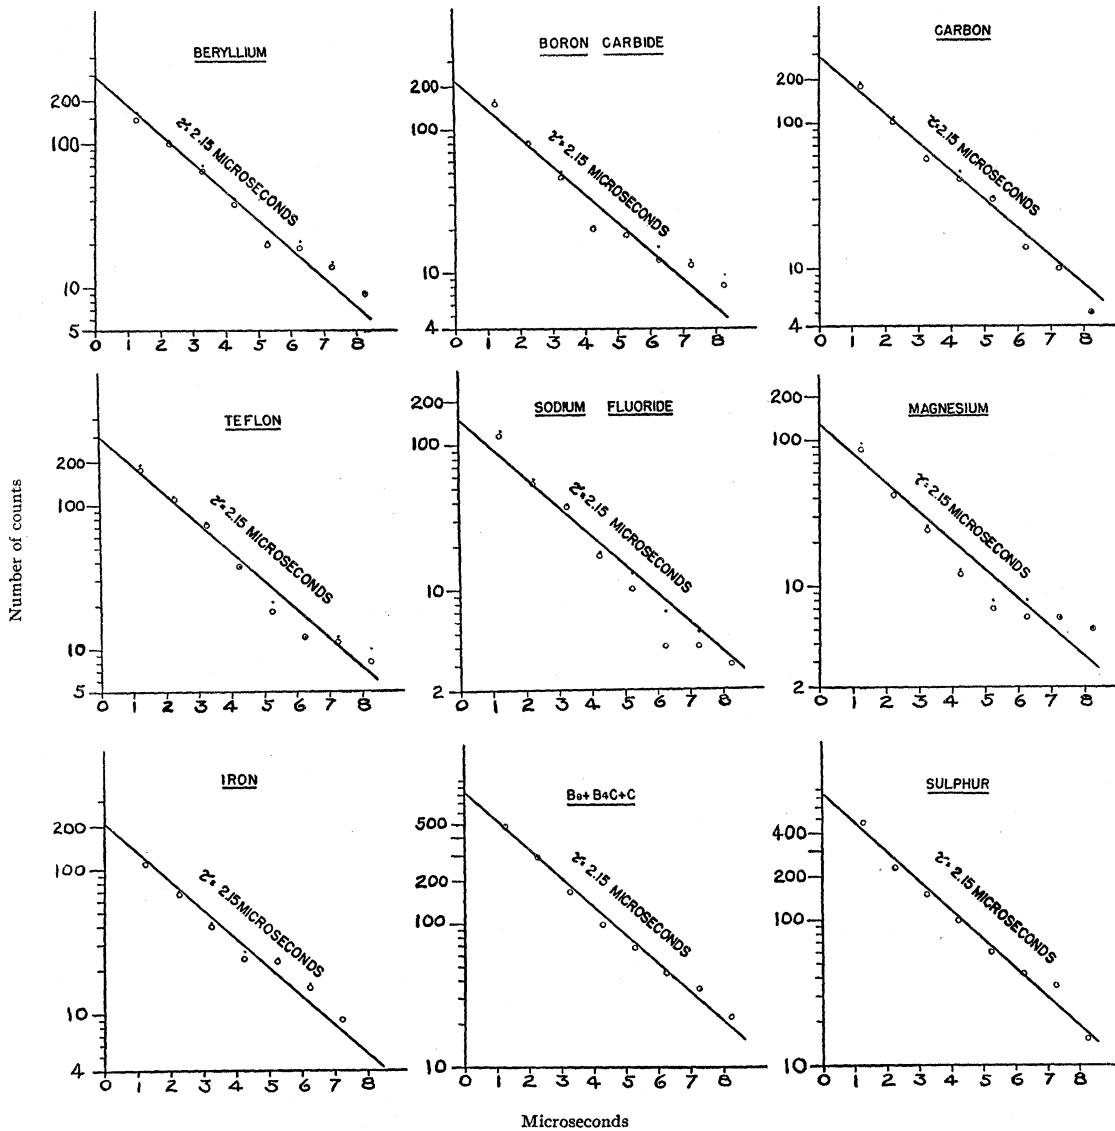 BERYLLIUM
200
100
10
5
0 1 2 3 4 5 6 7 8
τ= 2.15 MICROSECONDS
BORON CARBIDE
200
100
10
4
0 1 2 3 4 5 6 7 8
τ= 2.15 MICROSECONDS
CARBON
200
100
10
4
0 1 2 3 4 5 6 7 8
τ=2.15 MICROSECONDS
Number of counts
TEFLON
200
100
10
5
0 1 2 3 4 5 6 7 8
τ= 2.15 MICROSECONDS
SODIUM FLUORIDE
200
100
10
2
0 1 2 3 4 5 6 7 8
τ= 2.15 MICROSECONDS
MAGNESIUM
200
100
10
2
0 1 2 3 4 5 6 7 8
τ= 2.15 MICROSECONDS
IRON
200
100
10
4
0 1 2 3 4 5 6 7 8
τ= 2.15 MICROSECONDS
Be+B4C+C
500
200
100
10
0 1 2 3 4 5 6 7 8
τ= 2.15 MICROSECONDS
SULPHUR
400
200
100
10
0 1 2 3 4 5 6 7 8
τ= 2.15 MICROSECONDS
Microseconds